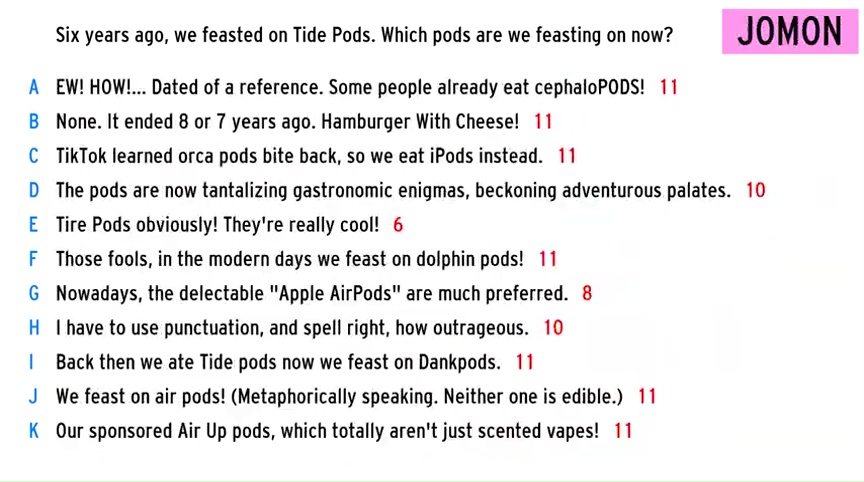 Six years ago, we feasted on Tide Pods. Which pods are we feasting on now?
JOMON
A EW! HOW!... Dated of a reference. Some people already eat cephaloPODS! 11
B None. It ended 8 or 7 years ago. Hamburger With Cheese! 11
C TikTok learned orca pods bite back, so we eat iPods instead. 11
D The pods are now tantalizing gastronomic enigmas, beckoning adventurous palates. 10
E Tire Pods obviously! They're really cool! 6
F Those fools, in the modern days we feast on dolphin pods! 11
G Nowadays, the delectable "Apple AirPods" are much preferred. 8
H I have to use punctuation, and spell right, how outrageous. 10
I Back then we ate Tide pods now we feast on Dankpods. 11
J We feast on air pods! (Metaphorically speaking. Neither one is edible.) 11
K Our sponsored Air Up pods, which totally aren't just scented vapes! 11